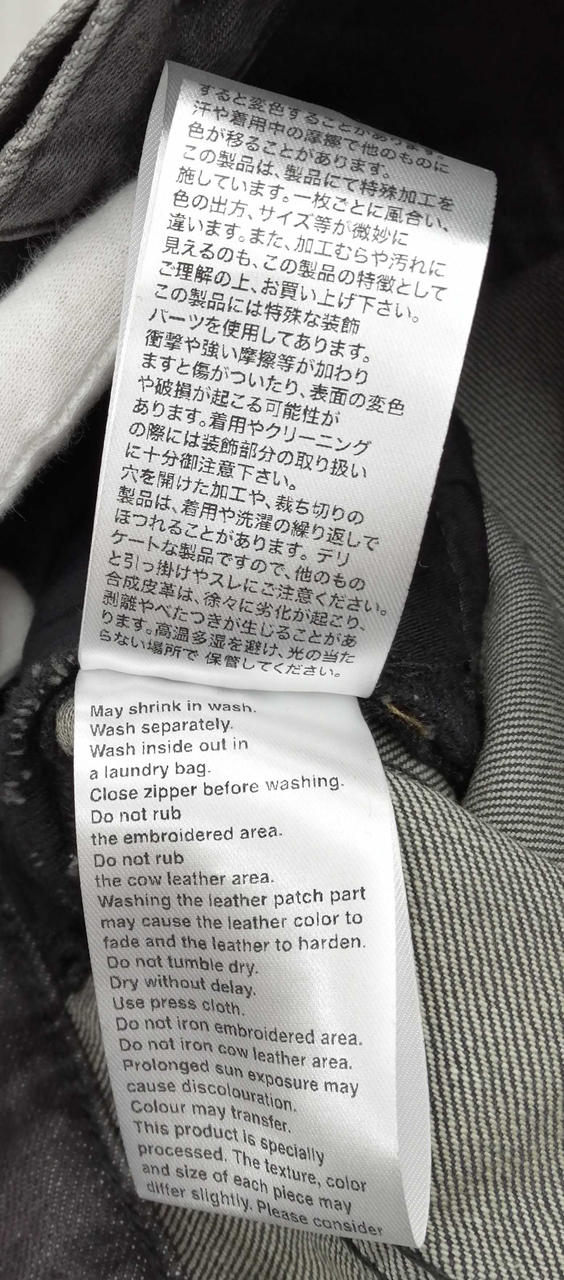 すると変色することがあります。
汗や着用中の摩擦で他のものに
色が移ることがあります。
この製品は、製品にて特殊加工を
施しています。一枚ごとに風合い、
色の出方、サイズ等が微妙に
違います。また、加工むらや汚れに
見えるのも、この製品の特徴として
ご理解の上、お買い上げ下さい。
この製品には特殊な装飾
パーツを使用してあります。
衝撃や強い摩擦等が加わり
ますと傷がついたり、表面の変色
や破損が起こる可能性が
あります。着用やクリーニング
の際には装飾部分の取り扱い
に十分御注意下さい。
穴を開けた加工や、裁ち切りの
製品は、着用や洗濯の繰り返しで
ほつれることがあります。デリ
ケートな製品ですので、他のもの
と引っ掛けやスレにご注意ください。
合成皮革は、徐々に劣化が起こり、
剥離やべたつきが生じることがあ
ります。高温多湿を避け、光の当た
らない場所で 保管してください。
May shrink in wash.
Wash separately.
Wash inside out in
a laundry bag.
Close zipper before washing.
Do not rub
the embroidered area.
Do not rub
the cow leather area.
Washing the leather patch part
may cause the leather color to
fade and the leather to harden.
Do not tumble dry.
Dry without delay.
Use press cloth.
Do not iron embroidered area.
Do not iron cow leather area.
Prolonged sun exposure may
cause discolouration.
Colour may transfer.
This product is specially
processed. The texture, color
and size of each piece may
differ slightly. Please consider